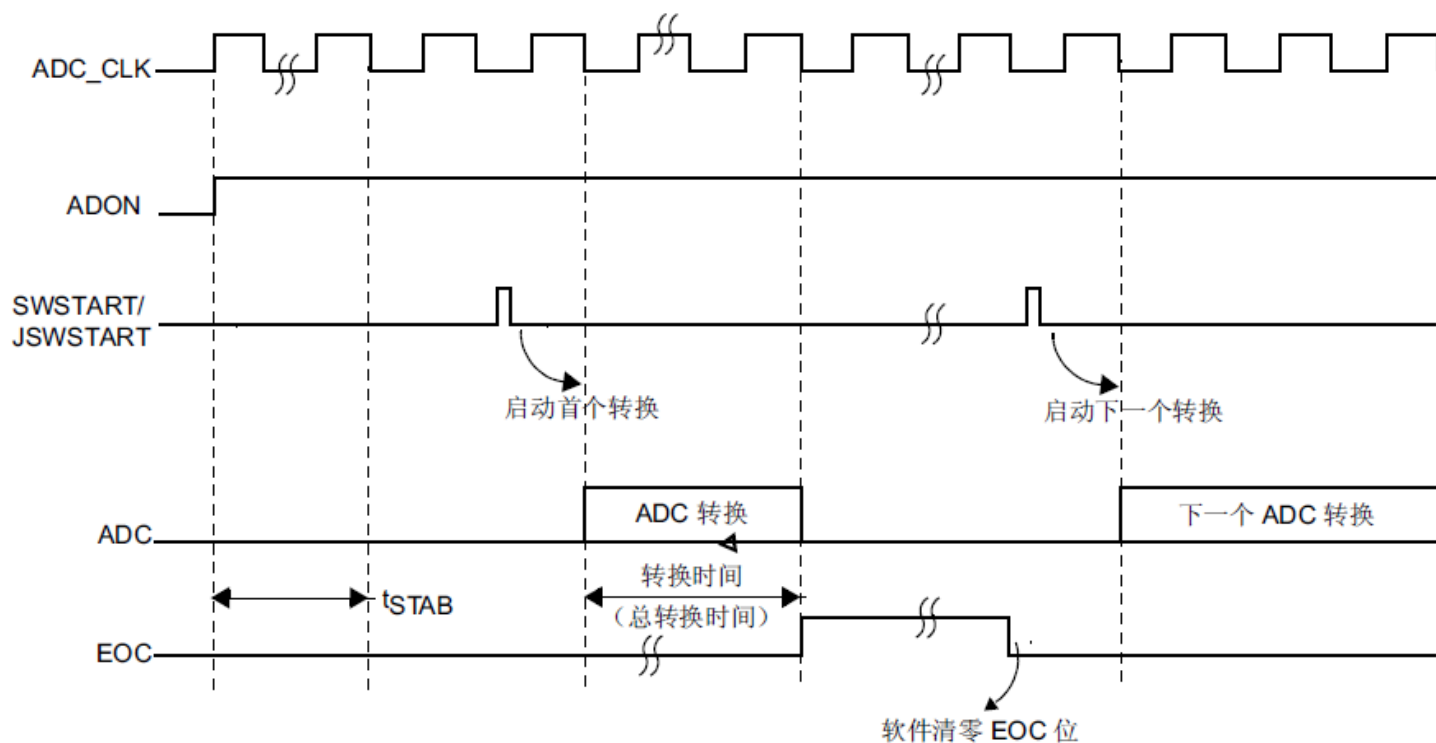 ADC_CLK
ADON
SWSTART/
JSWSTART
启动首个转换
启动下一个转换
ADC
ADC 转换
下一个 ADC 转换
转换时间
（总转换时间）
tSTAB
EOC
软件清零 EOC 位